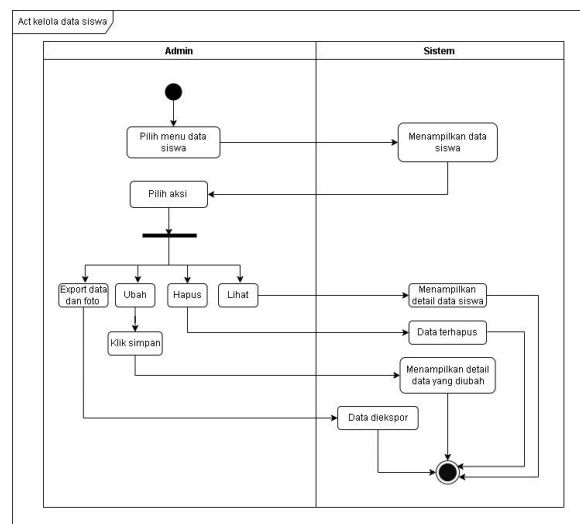 Act kelola data siswa
Admin
Sistem
Pilih menu data
siswa
Menampilkan data
siswa
Pilih aksi
Export data
dan foto
Ubah
Hapus
Lihat
Menampilkan
detail data siswa
Data terhapus
Klik simpan
Menampilkan detail
data yang diubah
Data diekspor